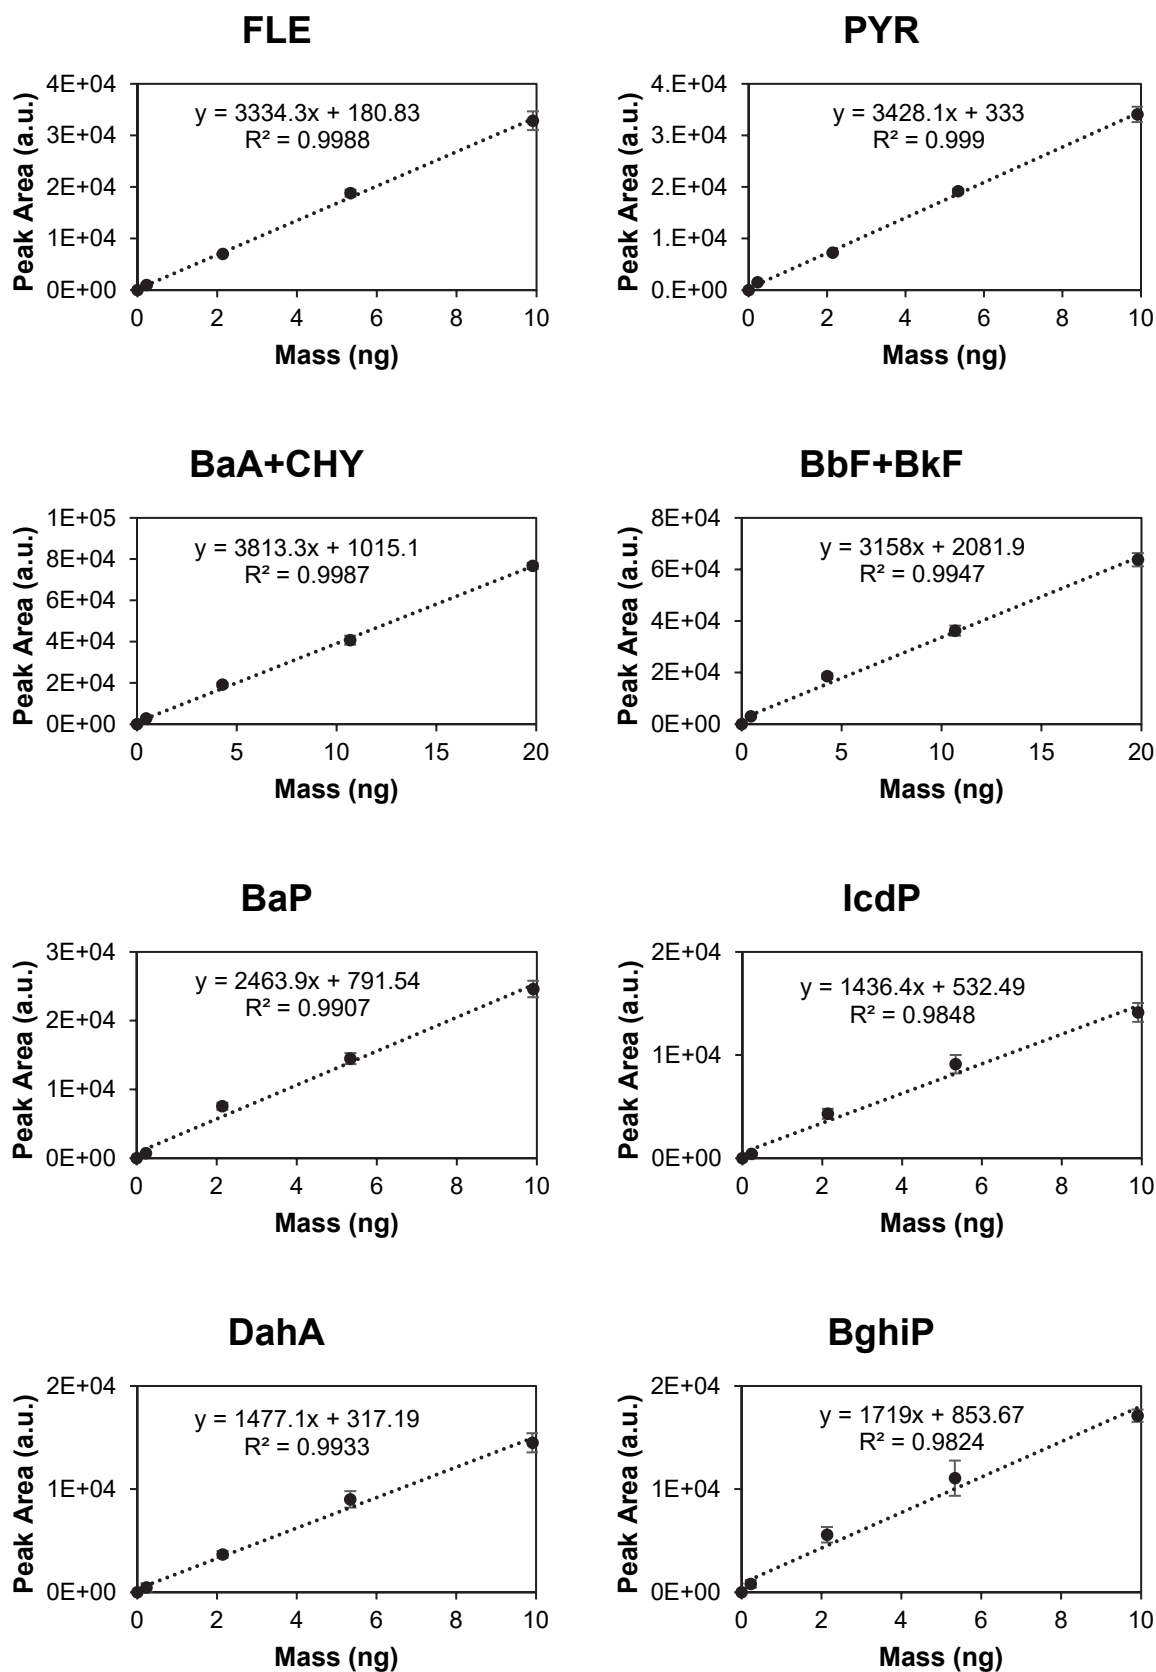 FLE
Peak Area (a.u.)
4E+04
3E+04
2E+04
1E+04
0E+00
y = 3334.3x + 180.83
R² = 0.9988
0 2 4 6 8 10
Mass (ng)
PYR
Peak Area (a.u.)
4.E+04
3.E+04
2.E+04
1.E+04
0.E+00
y = 3428.1x + 333
R² = 0.999
0 2 4 6 8 10
Mass (ng)
BaA+CHY
Peak Area (a.u.)
1E+05
8E+04
6E+04
4E+04
2E+04
0E+00
y = 3813.3x + 1015.1
R² = 0.9987
0 5 10 15 20
Mass (ng)
BbF+BkF
Peak Area (a.u.)
8E+04
6E+04
4E+04
2E+04
0E+00
y = 3158x + 2081.9
R² = 0.9947
0 5 10 15 20
Mass (ng)
BaP
Peak Area (a.u.)
3E+04
2E+04
1E+04
0E+00
y = 2463.9x + 791.54
R² = 0.9907
0 2 4 6 8 10
Mass (ng)
IcdP
Peak Area (a.u.)
2E+04
1E+04
0E+00
y = 1436.4x + 532.49
R² = 0.9848
0 2 4 6 8 10
Mass (ng)
DahA
Peak Area (a.u.)
2E+04
1E+04
0E+00
y = 1477.1x + 317.19
R² = 0.9933
0 2 4 6 8 10
Mass (ng)
BghiP
Peak Area (a.u.)
2E+04
1E+04
0E+00
y = 1719x + 853.67
R² = 0.9824
0 2 4 6 8 10
Mass (ng)